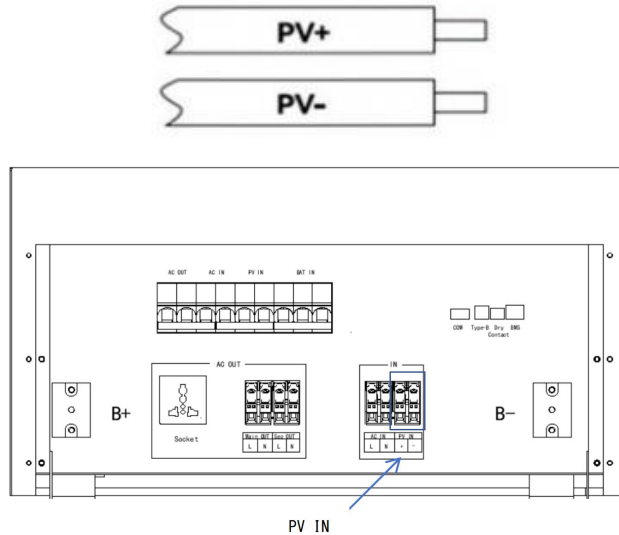 PV+
PV-
AC OUT AC IN PV IN BAT IN
COM Type-B Dry Contact BMS
AC OUT
IN
B+
B-
Socket
Main OUT Sec OUT
L N L N
AC IN PV IN
L N + -
PV IN